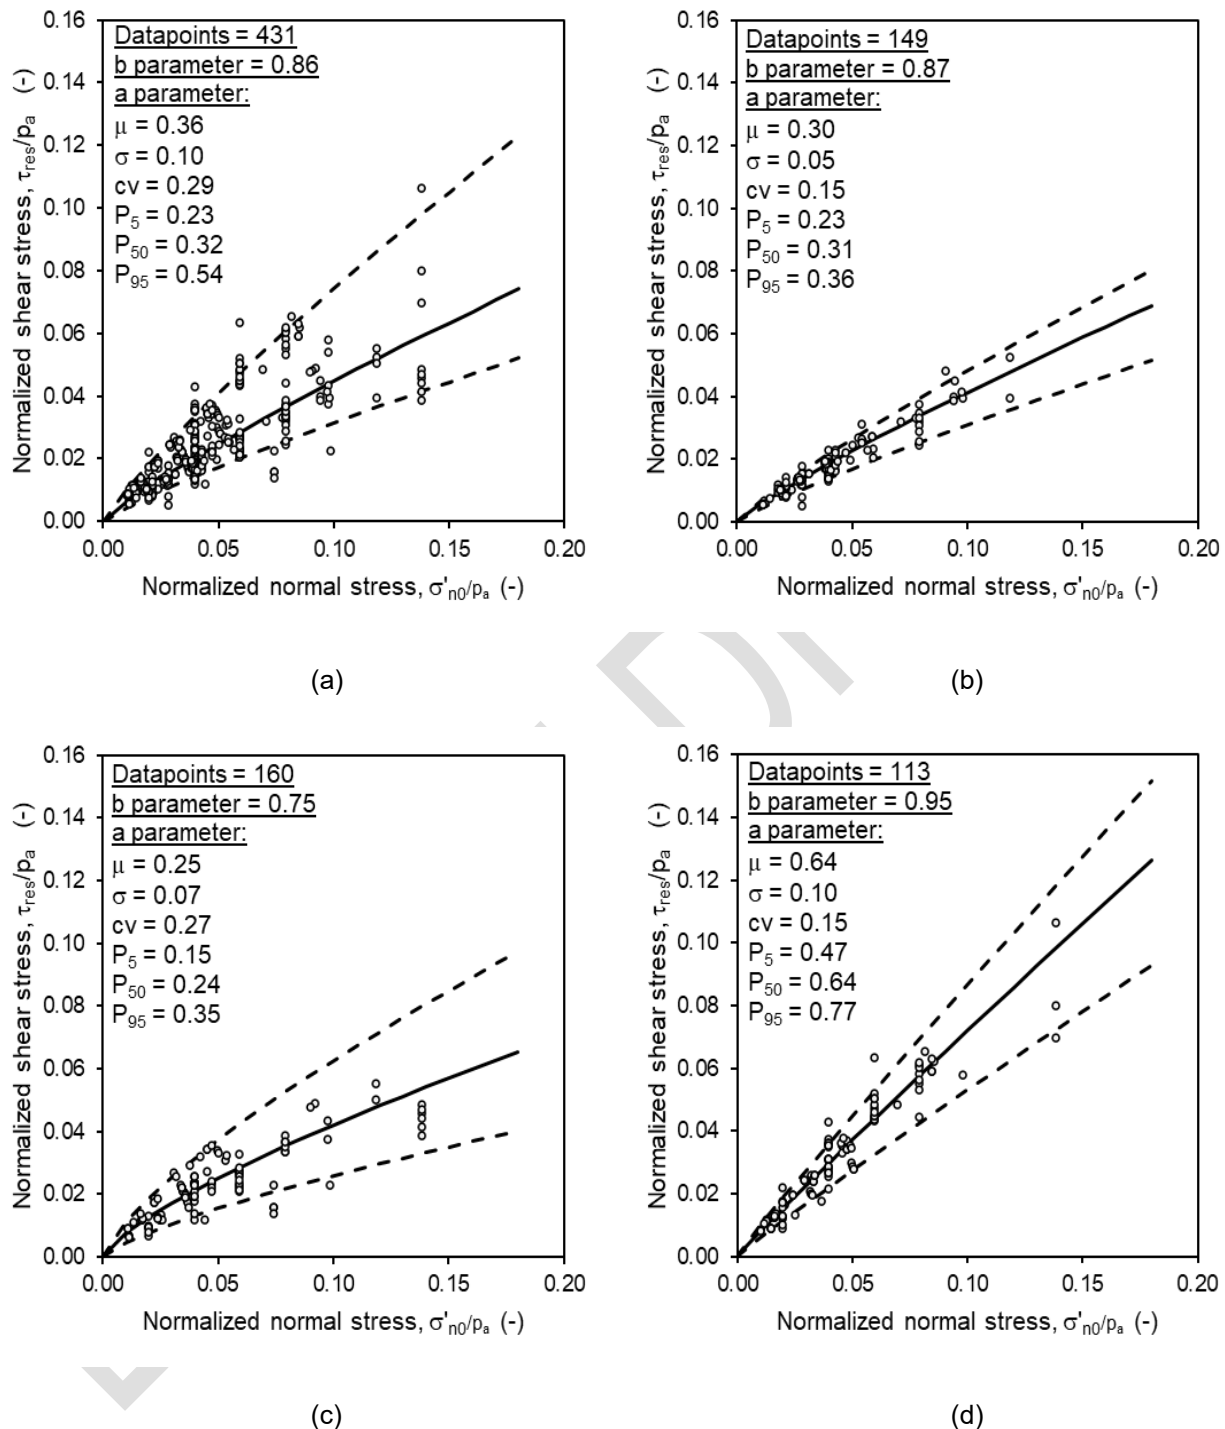 0.16
0.14
0.12
0.10
0.08
0.06
0.04
0.02
0.00
Normalized shear stress, τres/pa (-)
Datapoints = 431
b parameter = 0.86
a parameter:
μ = 0.36
σ = 0.10
cv = 0.29
P5 = 0.23
P50 = 0.32
P95 = 0.54
0.00 0.05 0.10 0.15 0.20
Normalized normal stress, σ'n0/pa (-)
(a)
0.16
0.14
0.12
0.10
0.08
0.06
0.04
0.02
0.00
Normalized shear stress, τres/pa (-)
Datapoints = 149
b parameter = 0.87
a parameter:
μ = 0.30
σ = 0.05
cv = 0.15
P5 = 0.23
P50 = 0.31
P95 = 0.36
0.00 0.05 0.10 0.15 0.20
Normalized normal stress, σ'n0/pa (-)
(b)
0.16
0.14
0.12
0.10
0.08
0.06
0.04
0.02
0.00
Normalized shear stress, τres/pa (-)
Datapoints = 160
b parameter = 0.75
a parameter:
μ = 0.25
σ = 0.07
cv = 0.27
P5 = 0.15
P50 = 0.24
P95 = 0.35
0.00 0.05 0.10 0.15 0.20
Normalized normal stress, σ'n0/pa (-)
(c)
0.16
0.14
0.12
0.10
0.08
0.06
0.04
0.02
0.00
Normalized shear stress, τres/pa (-)
Datapoints = 113
b parameter = 0.95
a parameter:
μ = 0.64
σ = 0.10
cv = 0.15
P5 = 0.47
P50 = 0.64
P95 = 0.77
0.00 0.05 0.10 0.15 0.20
Normalized normal stress, σ'n0/pa (-)
(d)